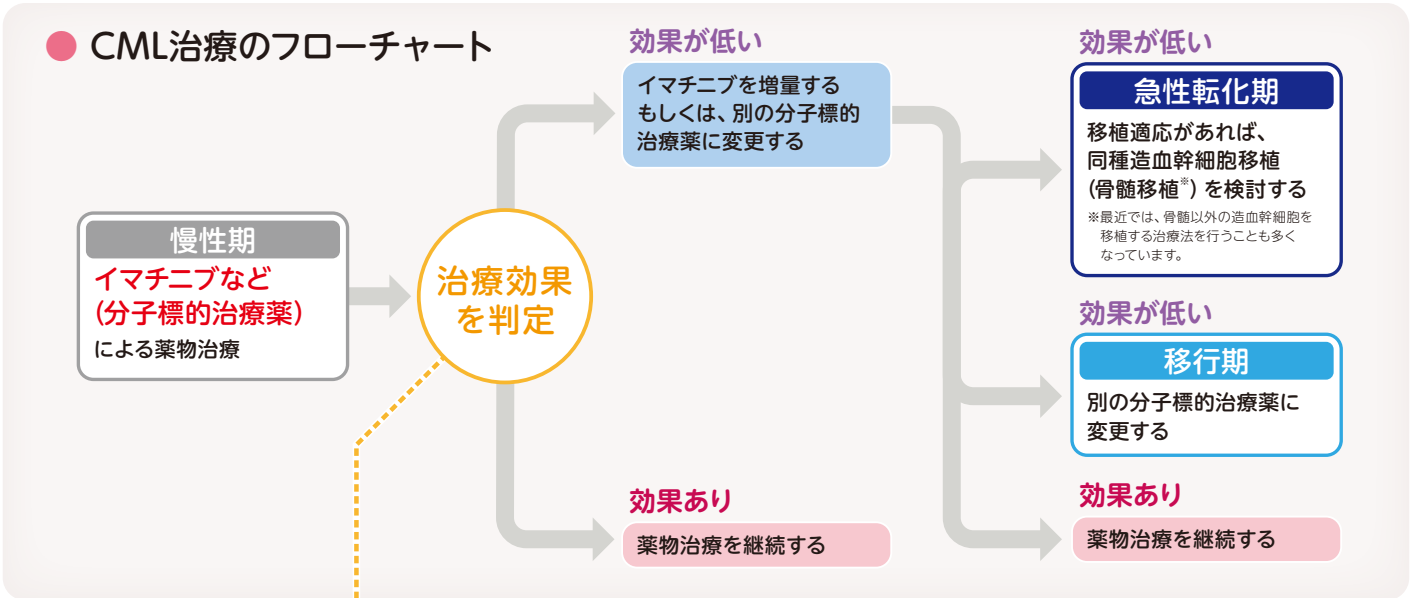 ● CML治療のフローチャート
慢性期
イマチニブなど
(分子標的治療薬)
による薬物治療
治療効果
を判定
効果が低い
イマチニブを増量する
もしくは、別の分子標的
治療薬に変更する
効果あり
薬物治療を継続する
効果が低い
急性転化期
移植適応があれば、
同種造血幹細胞移植
(骨髄移植※)を検討する
※最近では、骨髄以外の造血幹細胞を
移植する治療法を行うことも多く
なっています。
効果が低い
移行期
別の分子標的治療薬に
変更する
効果あり
薬物治療を継続する